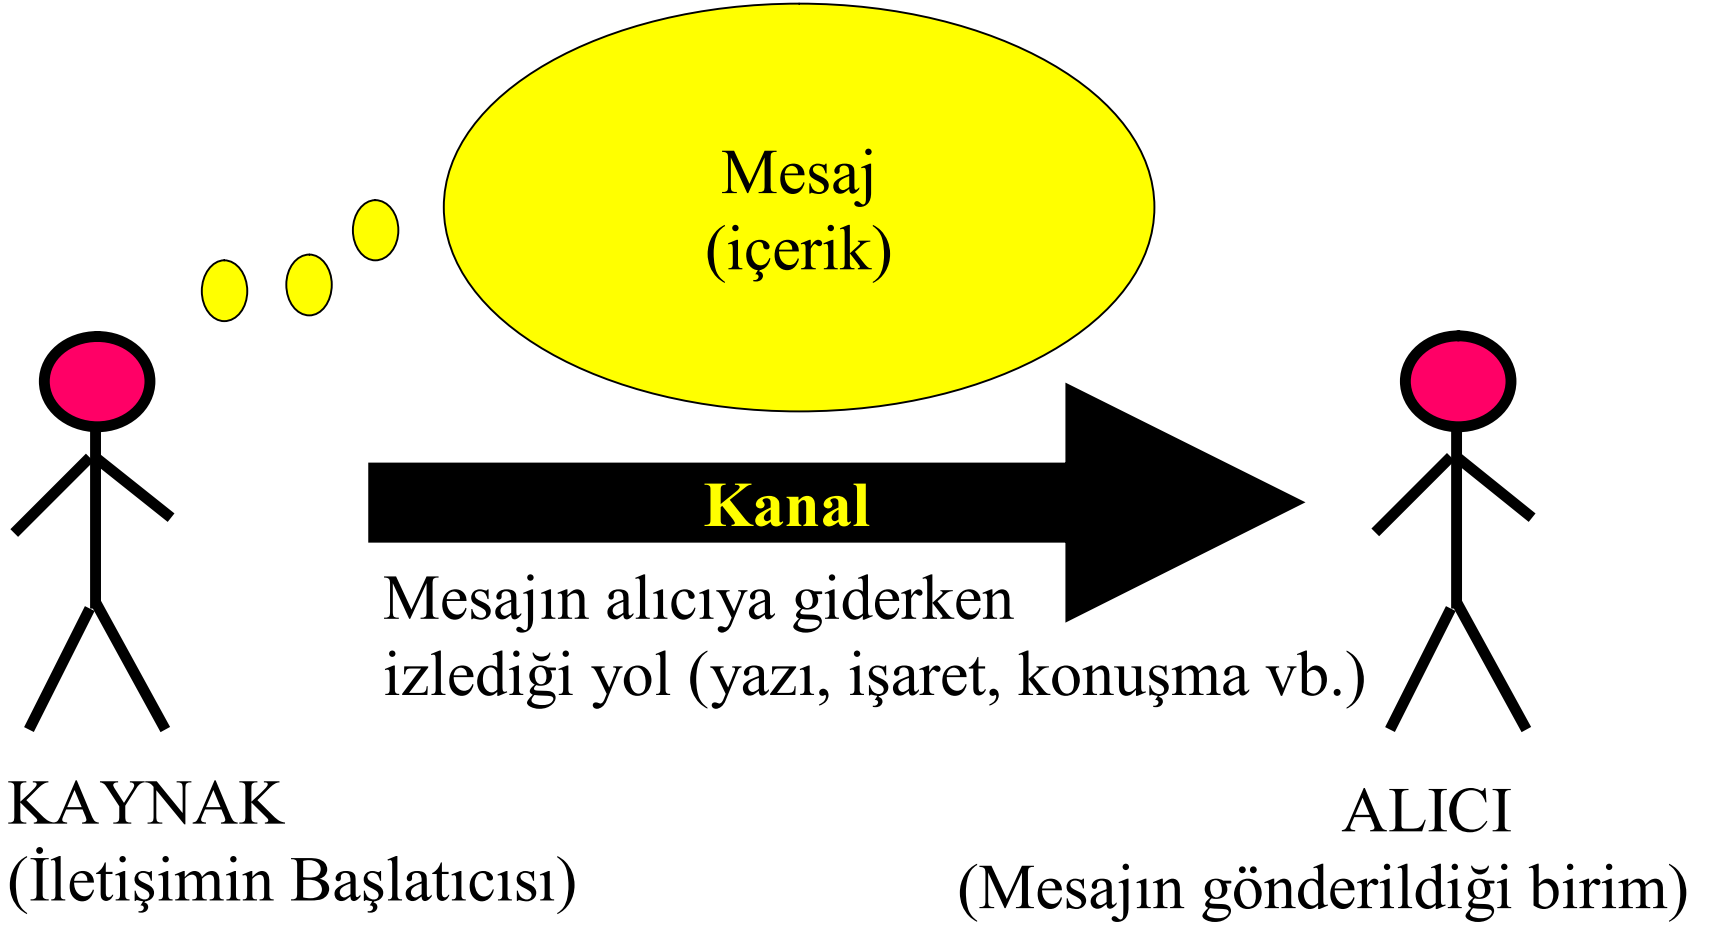 Mesaj
(içerik)
Kanal
Mesajın alıcıya giderken
izlediği yol (yazı, işaret, konuşma vb.)
KAYNAK
(İletişimin Başlatıcısı)
ALICI
(Mesajın gönderildiği birim)